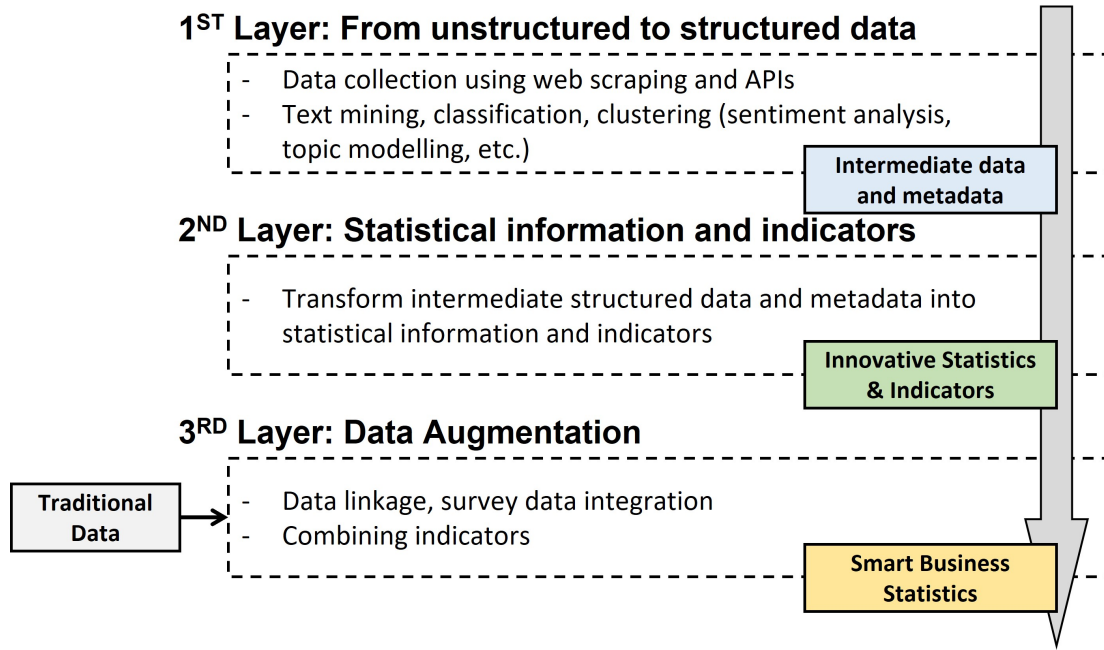 1ST Layer: From unstructured to structured data
- Data collection using web scraping and APIs
- Text mining, classification, clustering (sentiment analysis,
topic modelling, etc.)
Intermediate data
and metadata
2ND Layer: Statistical information and indicators
- Transform intermediate structured data and metadata into
statistical information and indicators
Innovative Statistics
& Indicators
3RD Layer: Data Augmentation
Traditional
Data
- Data linkage, survey data integration
- Combining indicators
Smart Business
Statistics